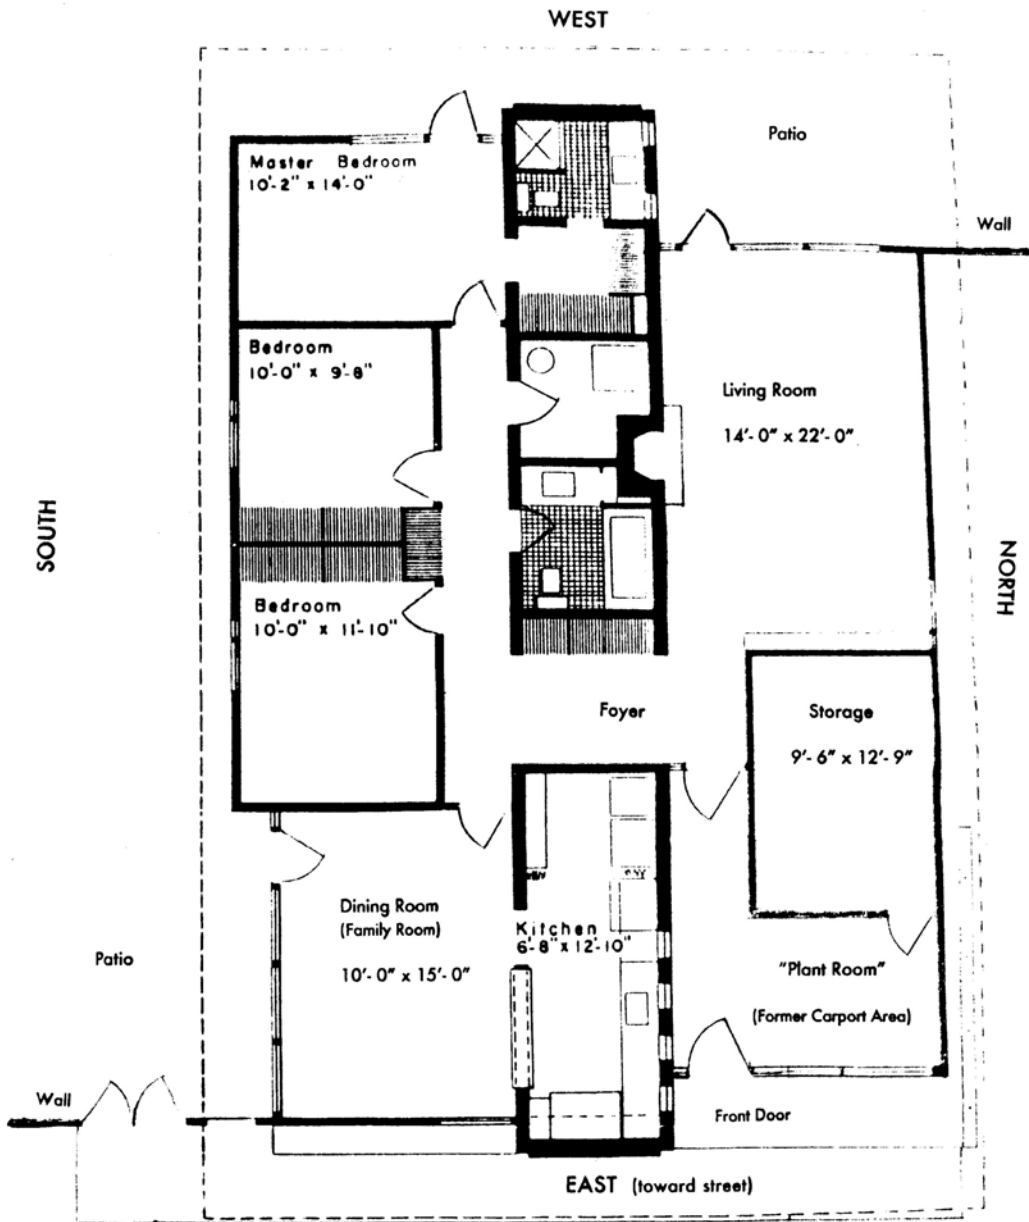 WEST
Master Bedroom
10'-2" x 14'-0"
Patio
Wall
Bedroom
10'-0" x 9'-8"
Living Room
14'-0" x 22'-0"
SOUTH
NORTH
Bedroom
10'-0" x 11'-10"
Foyer
Storage
9'-6" x 12'-9"
Dining Room
(Family Room)
10'-0" x 15'-0"
Kitchen
6'-8" x 12'-10"
Patio
"Plant Room"
(Former Carport Area)
Wall
Front Door
EAST (toward street)